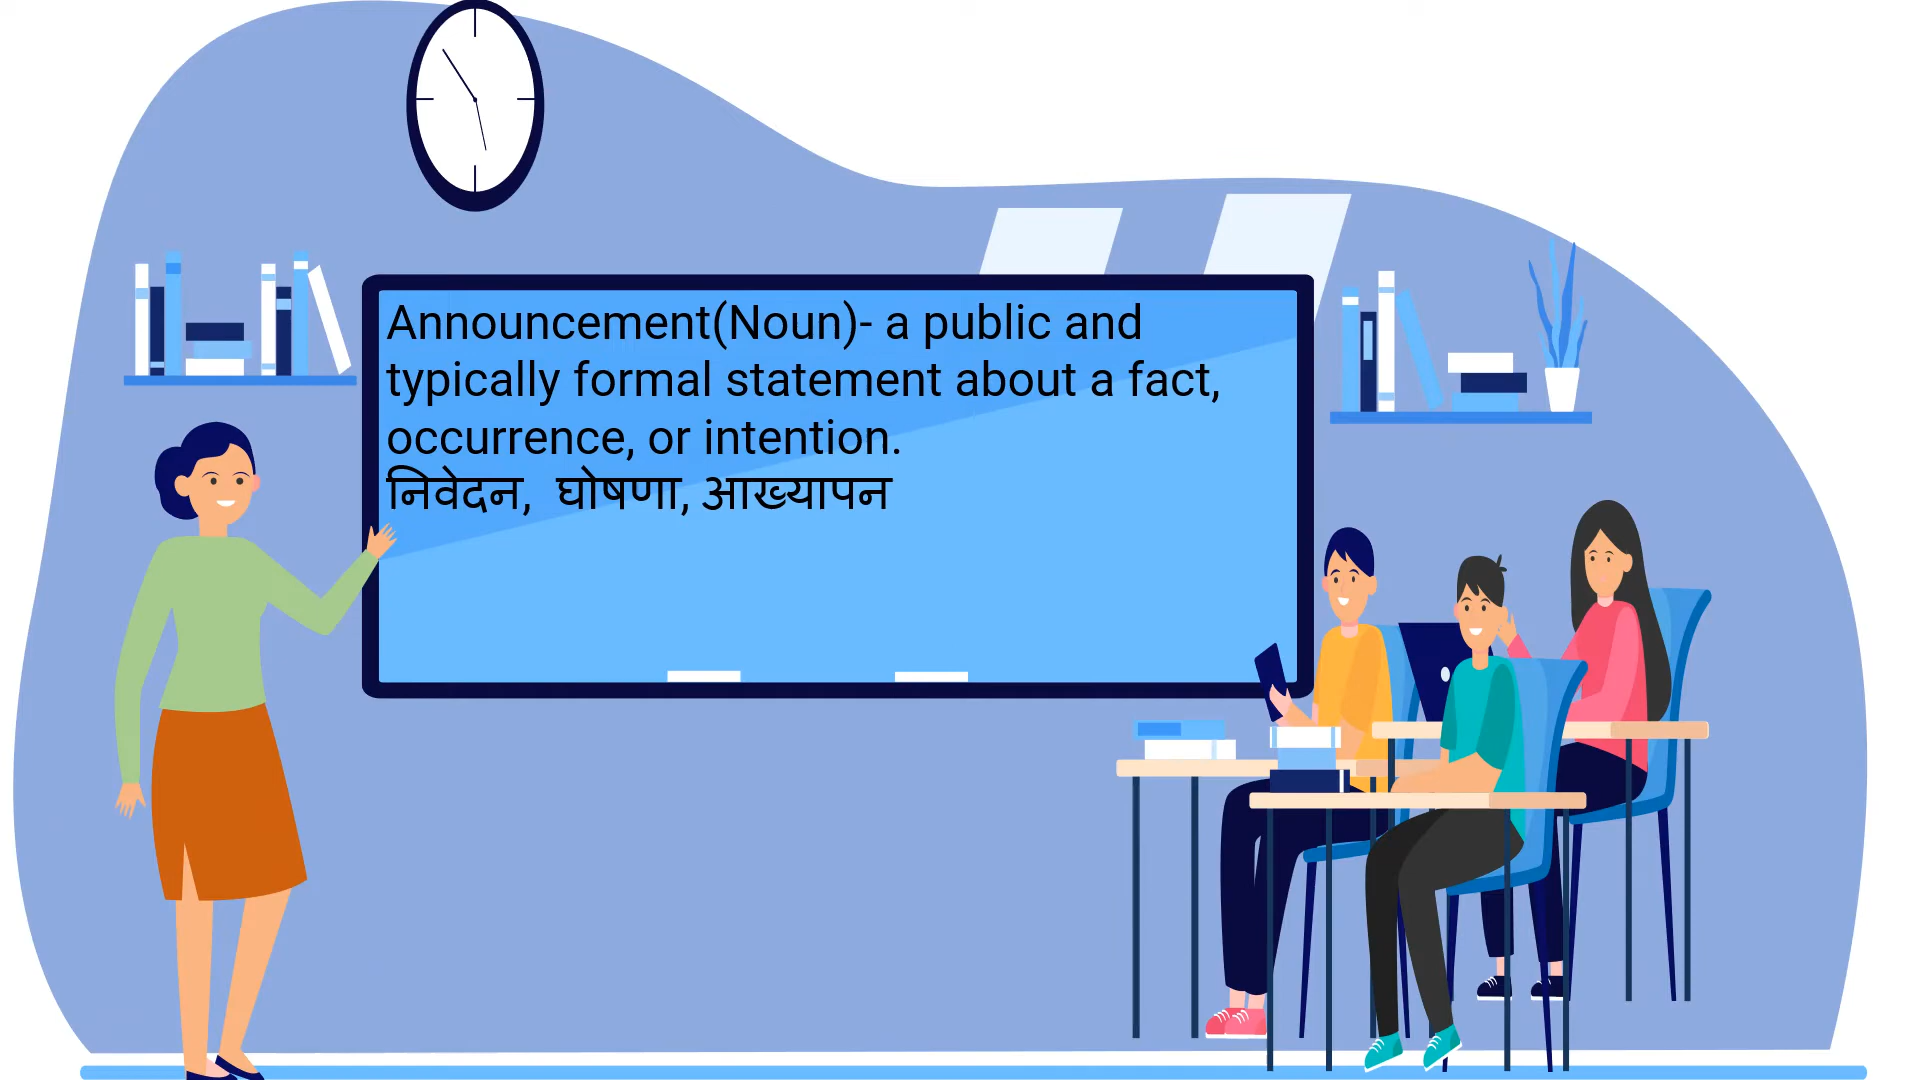 Announcement(Noun)- a public and
typically formal statement about a fact,
occurrence, or intention.
निवेदन,  घोषणा, आख्यापन